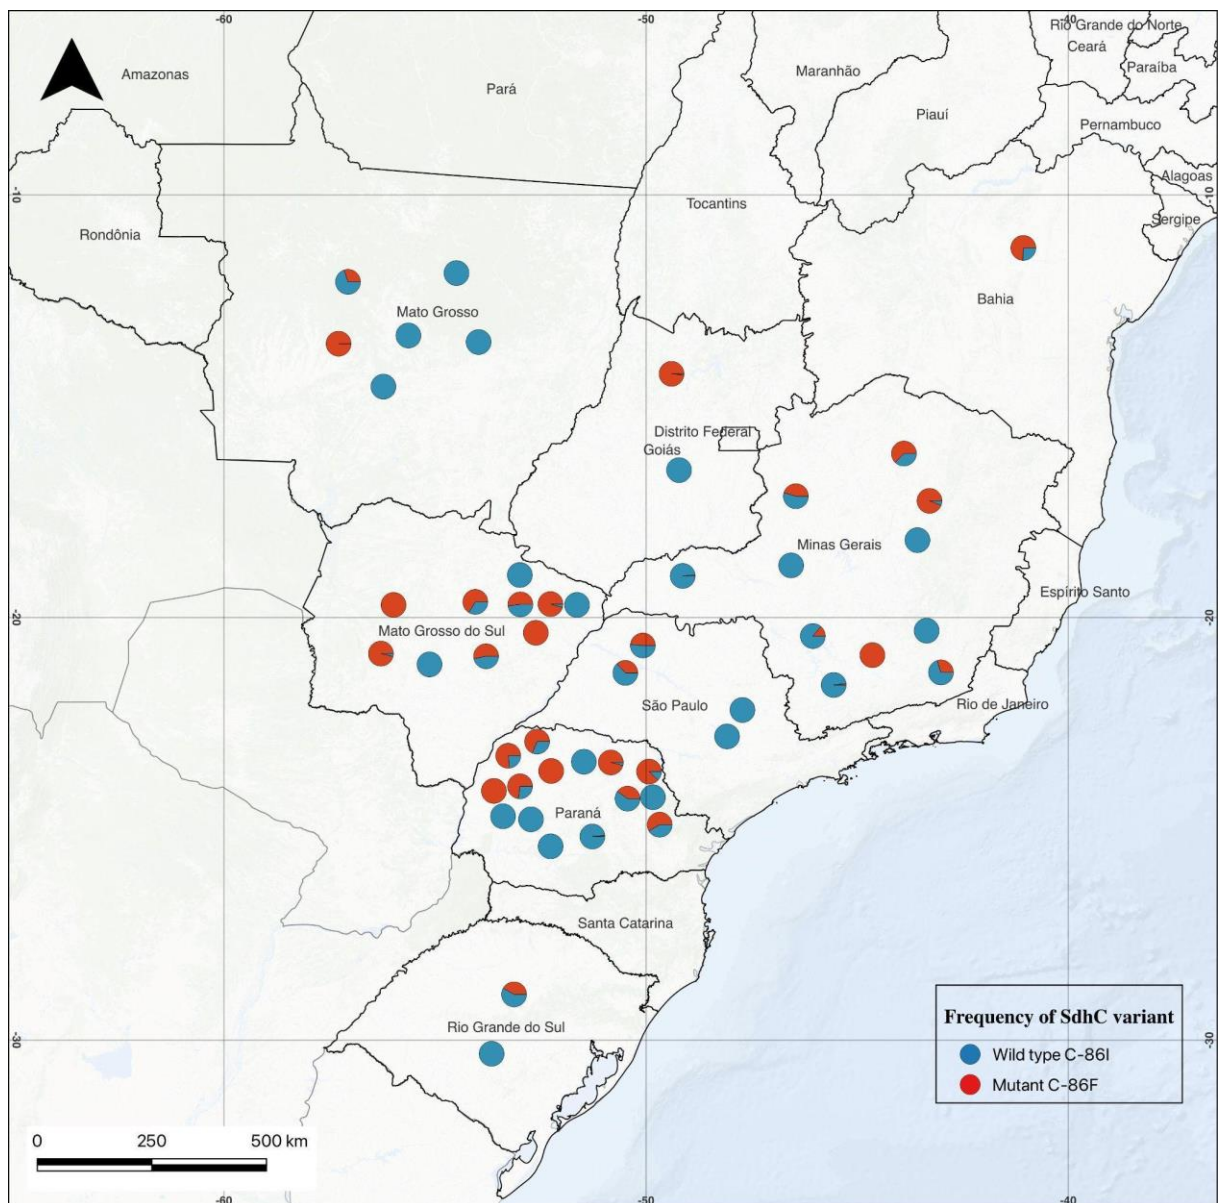 -60
-50
-40
Rio Grande do Norte
Ceará
Paraíba
Amazonas
Maranhão
Pará
Piauí
Pernambuco
Alagoas
-10
-10
Tocantins
Sergipe
Rondônia
Bahia
Mato Grosso
Distrito Federal
Goiás
Minas Gerais
Espírito Santo
-20
-20
Mato Grosso do Sul
São Paulo
Rio de Janeiro
Paraná
Santa Catarina
Rio Grande do Sul
-30
-30
Frequency of SdhC variant
Wild type C-86I
Mutant C-86F
0 250 500 km
-60
-50
-40